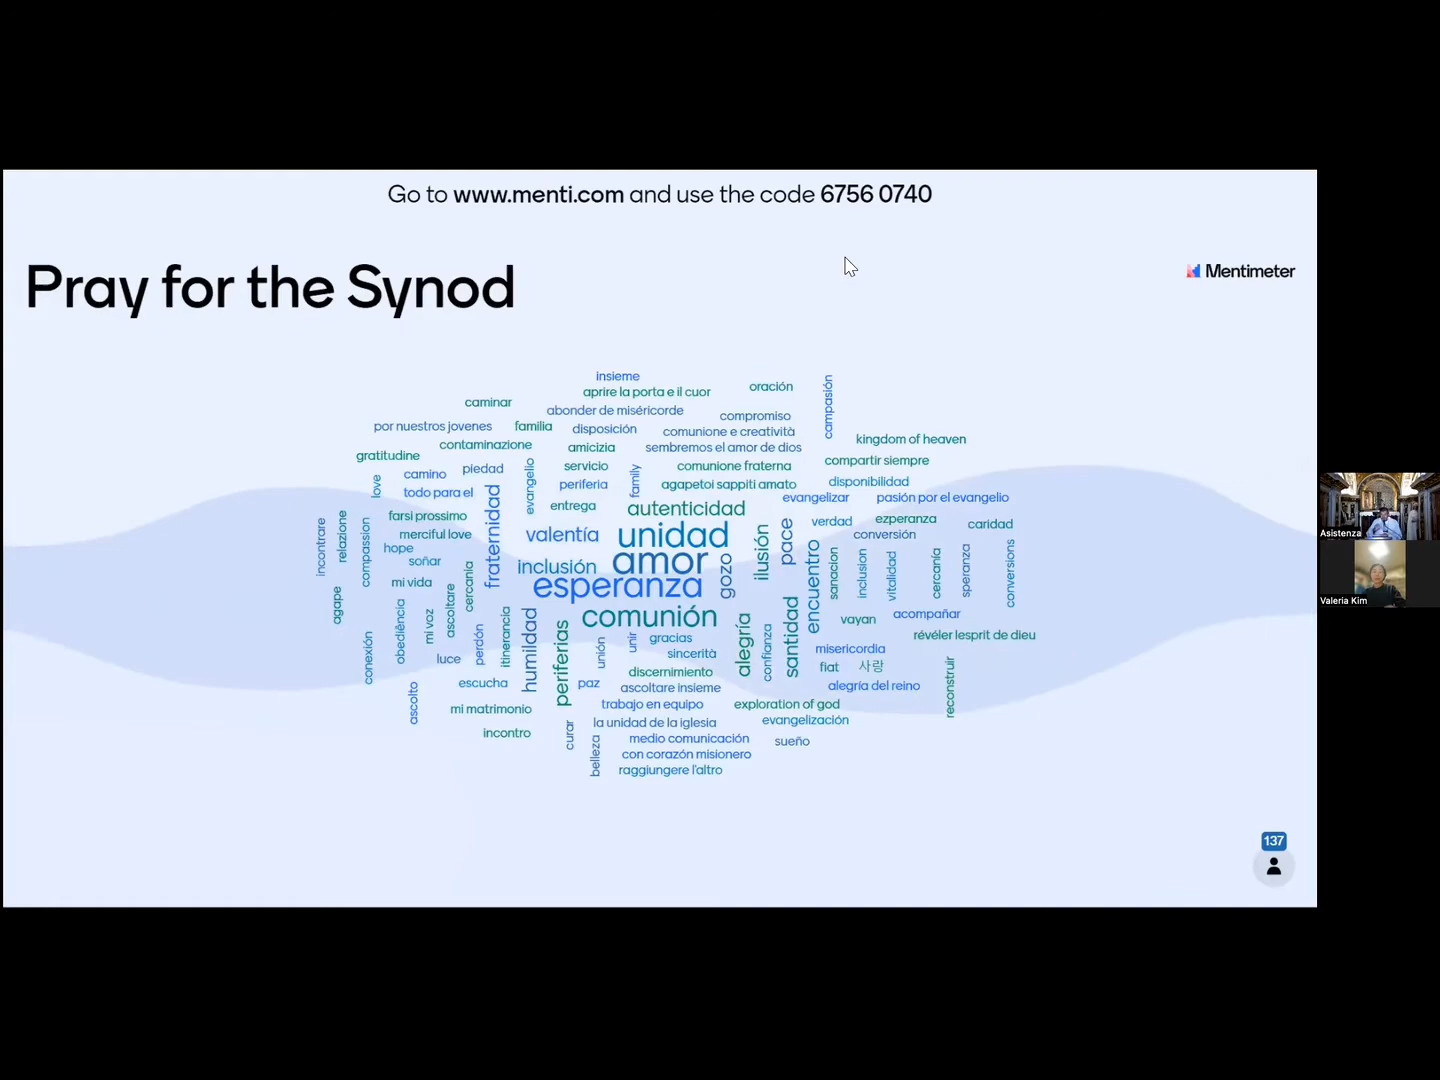 Go to www.menti.com and use the code 6756 0740
Pray for the Synod
Mentimeter
insieme
aprire la porta e il cuor
oración
campasión
caminar
abonder de miséricorde
compromiso
por nuestros jovenes
familia
disposición
comunione e creatività
kingdom of heaven
contaminazione
amicizia
sembremos el amor de dios
gratitudine
compartir siempre
love
camino
piedad
evangelio
servicio
family
comunione fraterna
todo para el
periferia
agapetoi sappiti amato
disponibilidad
fraternidad
entrega
autenticidad
evangelizar
pasión por el evangelio
incontrare
relazione
compassion
farsi prossimo
merciful love
valentía
unidad
ilusión
pace
verdad
ezperanza
caridad
conversión
hope
soñar
inclusión
amor
gozo
encuentro
sanacion
inclusion
vitalidad
cercanía
speranza
conversions
agape
mi vida
cercania
esperanza
obediência
mi voz
ascoltare
perdón
itinerancia
humildad
periferias
comunión
alegría
confianza
santidad
vayan
acompañar
conexión
unión
unir
gracias
révéler lesprit de dieu
luce
sincerità
misericordia
discernimiento
fiat
사랑
reconstruir
ascolto
escucha
paz
ascoltare insieme
alegría del reino
mi matrimonio
trabajo en equipo
exploration of god
incontro
curar
la unidad de la iglesia
evangelización
belleza
medio comunicación
sueño
con corazón misionero
raggiungere l'altro
137
Asistenza
Valeria Kim